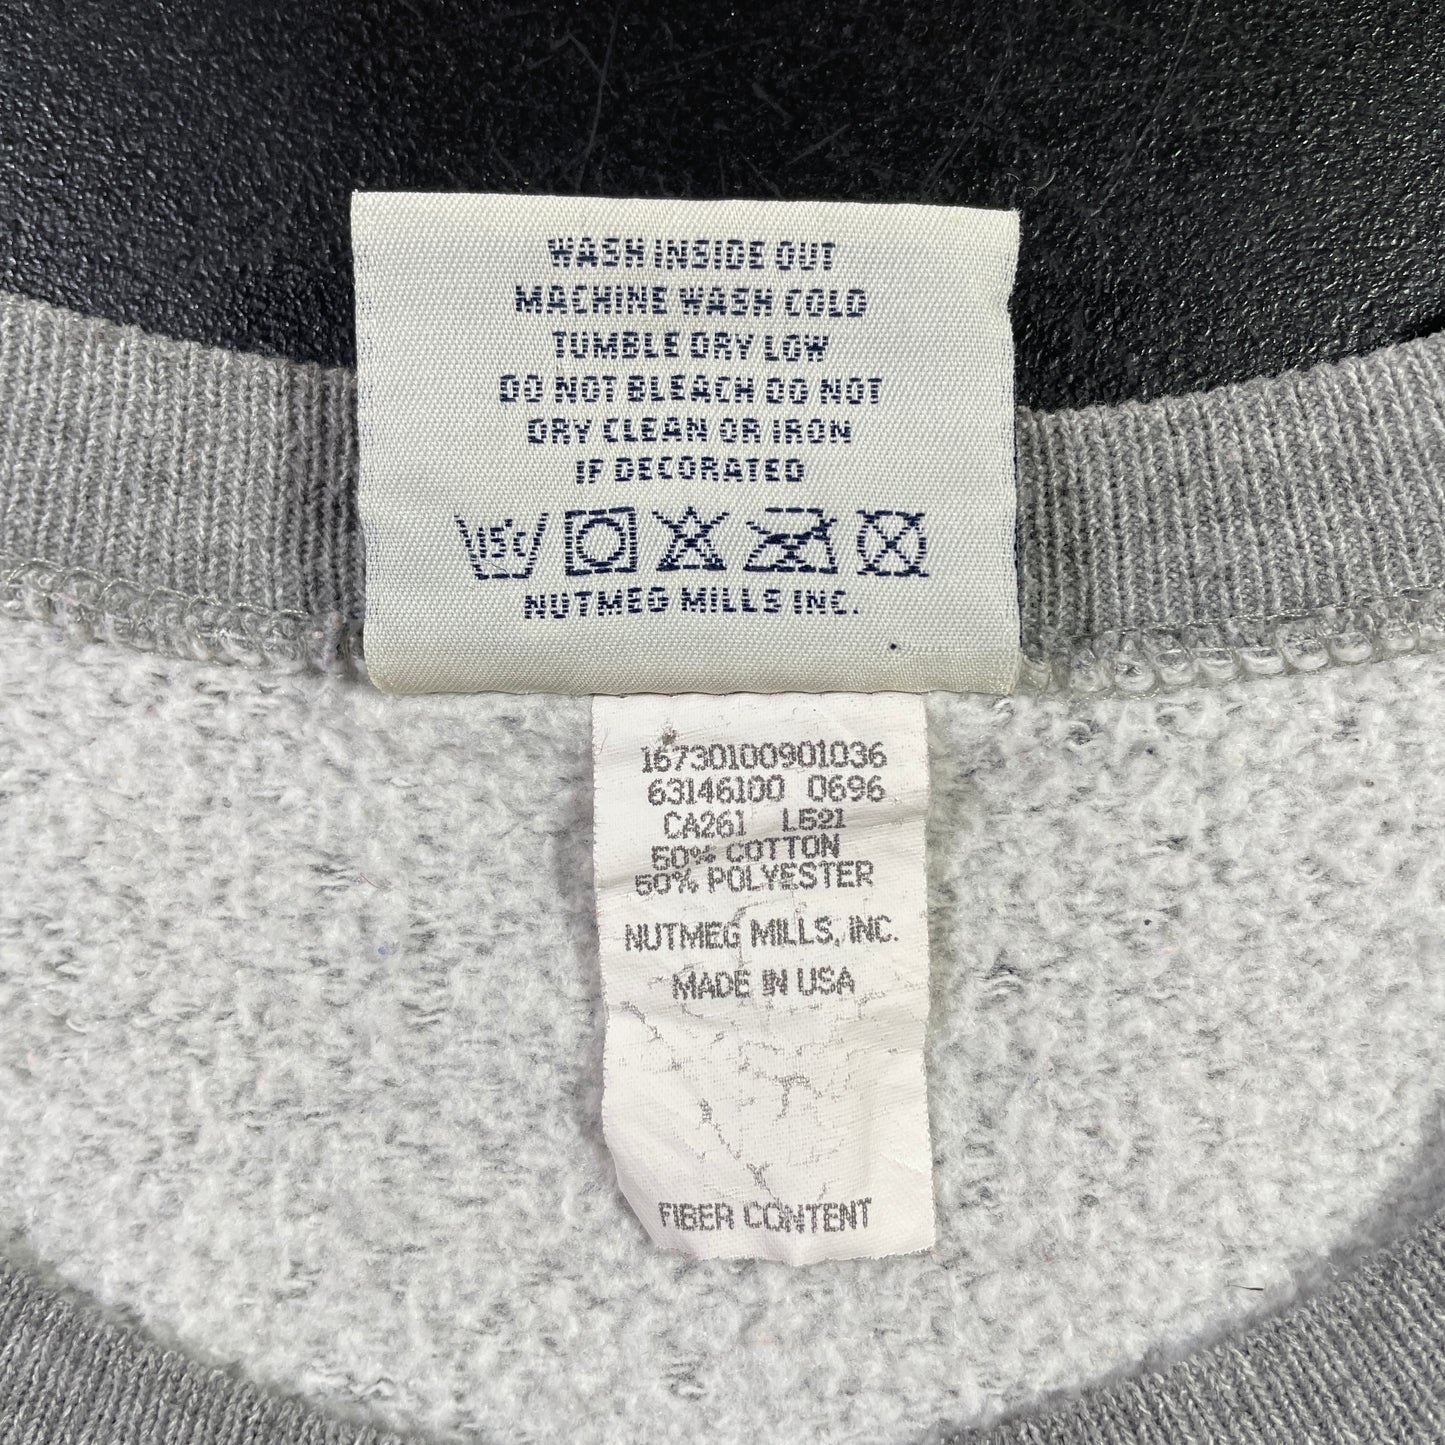 WASH INSIDE OUT
MACHINE WASH COLD
TUMBLE DRY LOW
DO NOT BLEACH DO NOT
DRY CLEAN OR IRON
IF DECORATED
15°C
NUTMEG MILLS INC.
16730100901036
63146100 0696
CA261 L521
50% COTTON
50% POLYESTER
NUTMEG MILLS, INC.
MADE IN USA
FIBER CONTENT